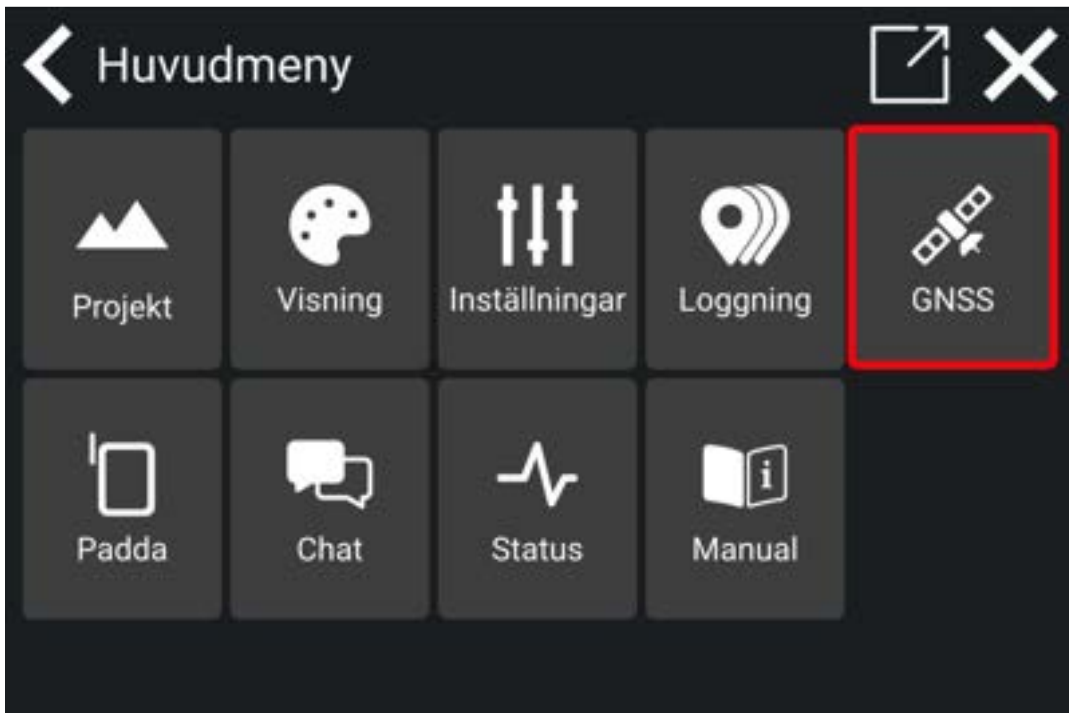 Huvudmeny
Projekt
Visning
Inställningar
Loggning
GNSS
Padda
Chat
Status
i
Manual